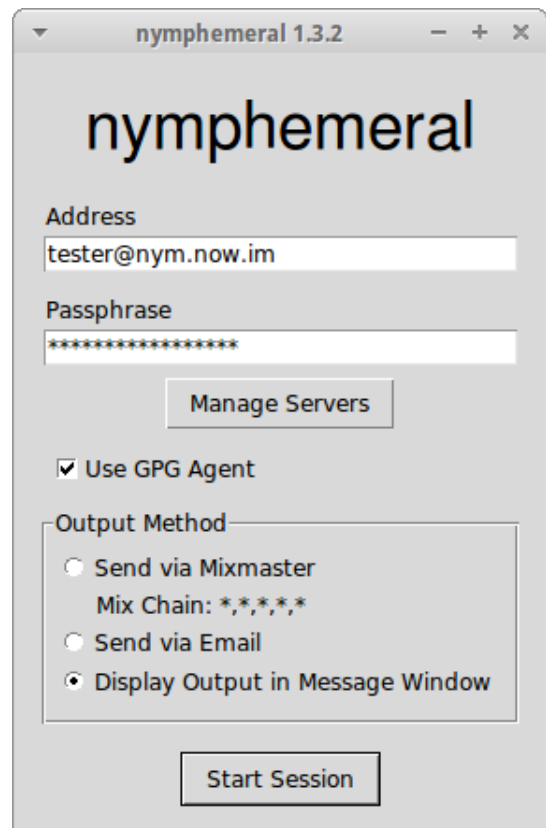 nymphemeral 1.3.2
nymphemeral
Address
tester@nym.now.im
Passphrase
*****************
Manage Servers
Use GPG Agent
Output Method
Send via Mixmaster
Mix Chain: *,*,*,*,*
Send via Email
Display Output in Message Window
Start Session